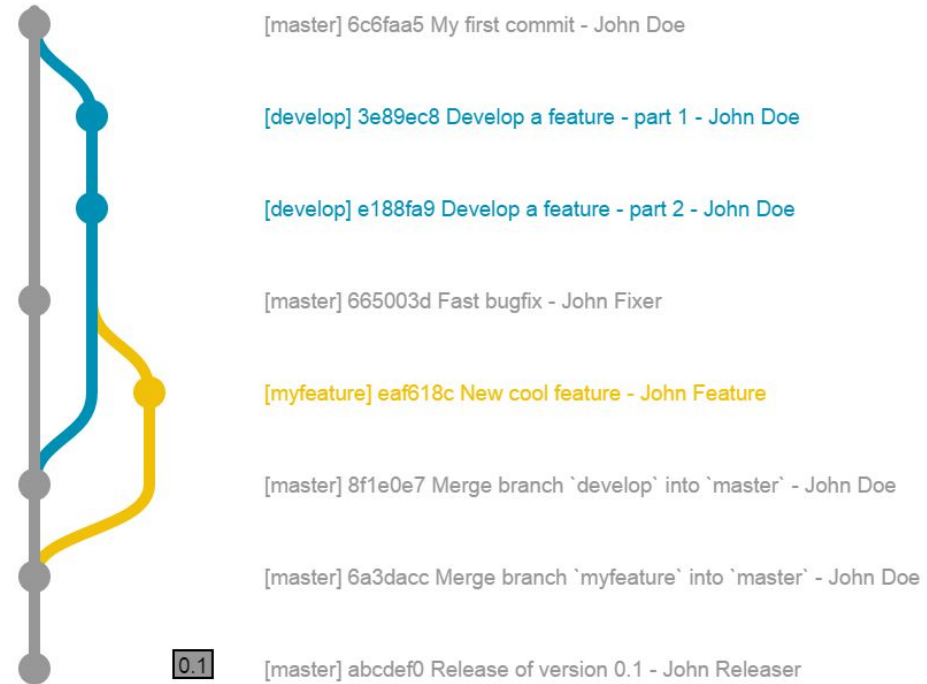 [master] 6c6faa5 My first commit - John Doe
[develop] 3e89ec8 Develop a feature - part 1 - John Doe
[develop] e188fa9 Develop a feature - part 2 - John Doe
[master] 665003d Fast bugfix - John Fixer
[myfeature] eaf618c New cool feature - John Feature
[master] 8f1e0e7 Merge branch `develop` into `master` - John Doe
[master] 6a3dacc Merge branch `myfeature` into `master` - John Doe
0.1 [master] abcdef0 Release of version 0.1 - John Releaser